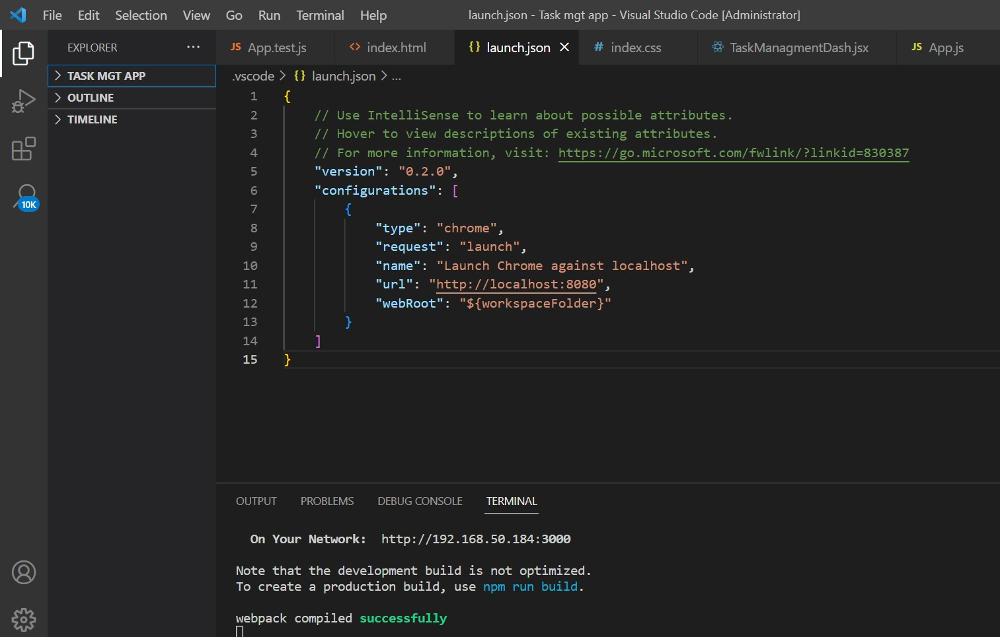 File Edit Selection View Go Run Terminal Help launch.json - Task mgt app - Visual Studio Code [Administrator]
EXPLORER ...
JS App.test.js <> index.html {} launch.json # index.css TaskManagmentDash.jsx JS App.js
TASK MGT APP
OUTLINE
TIMELINE
10K
.vscode > {} launch.json > ...
1 {
2 // Use IntelliSense to learn about possible attributes.
3 // Hover to view descriptions of existing attributes.
4 // For more information, visit: https://go.microsoft.com/fwlink/?linkid=830387
5 "version": "0.2.0",
6 "configurations": [
7 {
8 "type": "chrome",
9 "request": "launch",
10 "name": "Launch Chrome against localhost",
11 "url": "http://localhost:8080",
12 "webRoot": "${workspaceFolder}"
13 }
14 ]
15 }
OUTPUT PROBLEMS DEBUG CONSOLE TERMINAL
On Your Network: http://192.168.50.184:3000
Note that the development build is not optimized.
To create a production build, use npm run build.
webpack compiled successfully